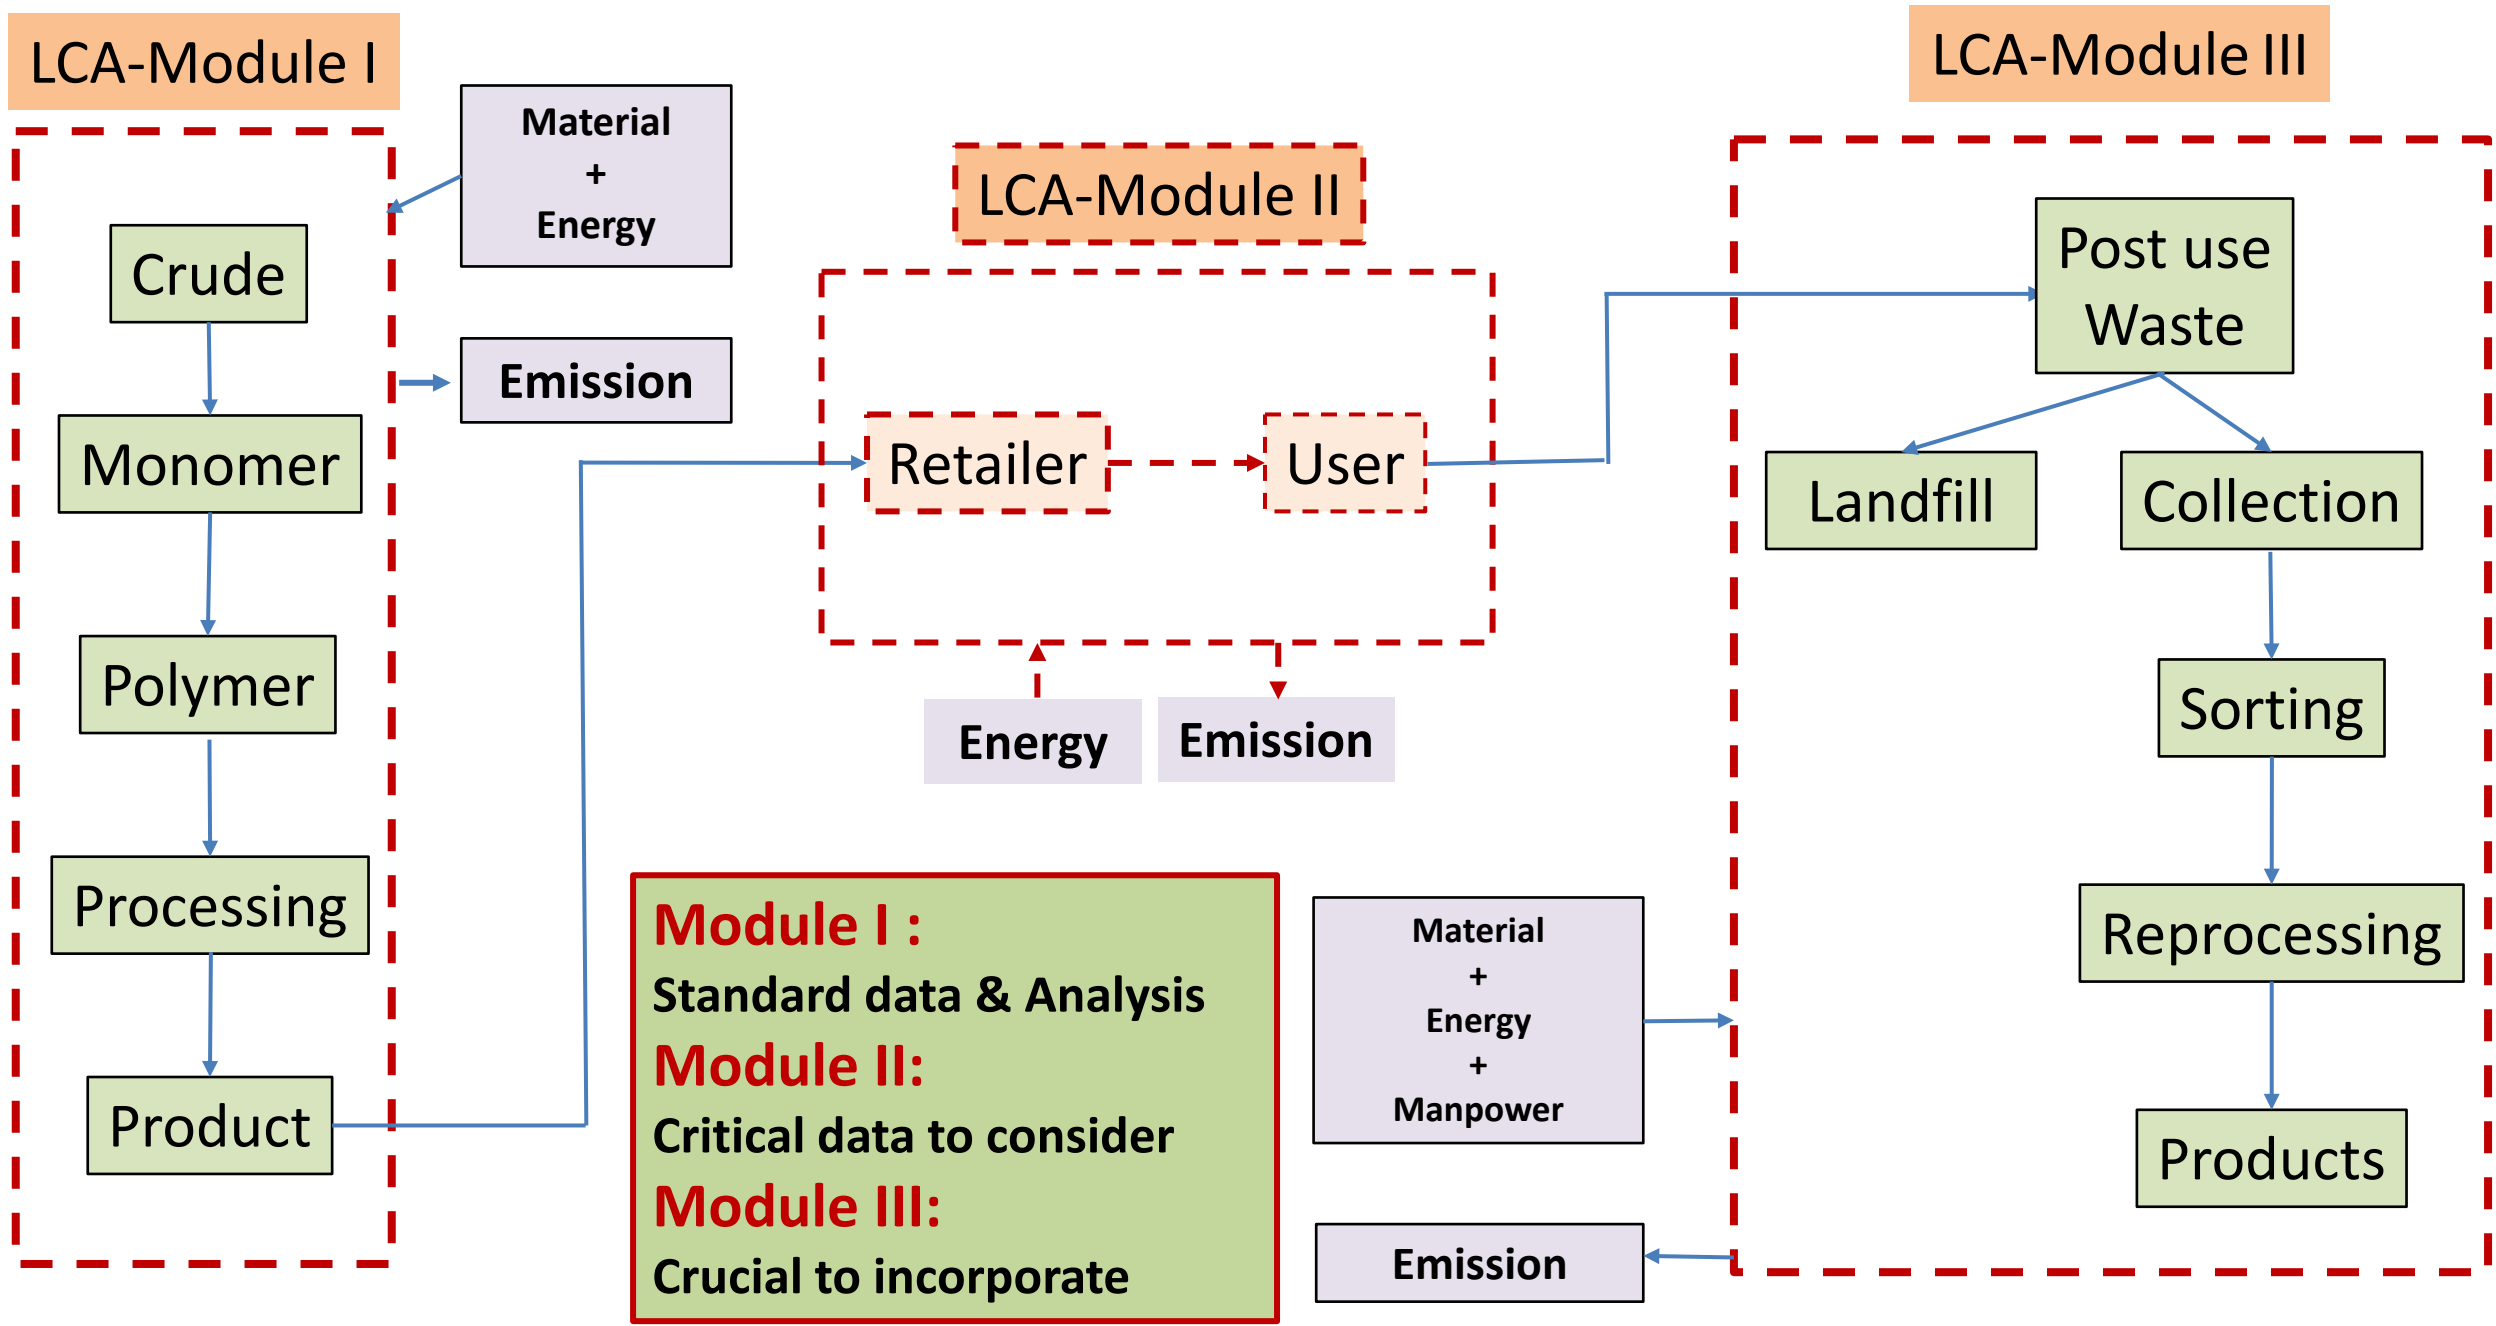 LCA-Module I
Crude
Monomer
Polymer
Processing
Product
Material
+
Energy
Emission
LCA-Module II
Retailer
User
Energy
Emission
Module I :
Standard data & Analysis
Module II:
Critical data to consider
Module III:
Crucial to incorporate
Material
+
Energy
+
Manpower
Emission
LCA-Module III
Post use
Waste
Landfill
Collection
Sorting
Reprocessing
Products